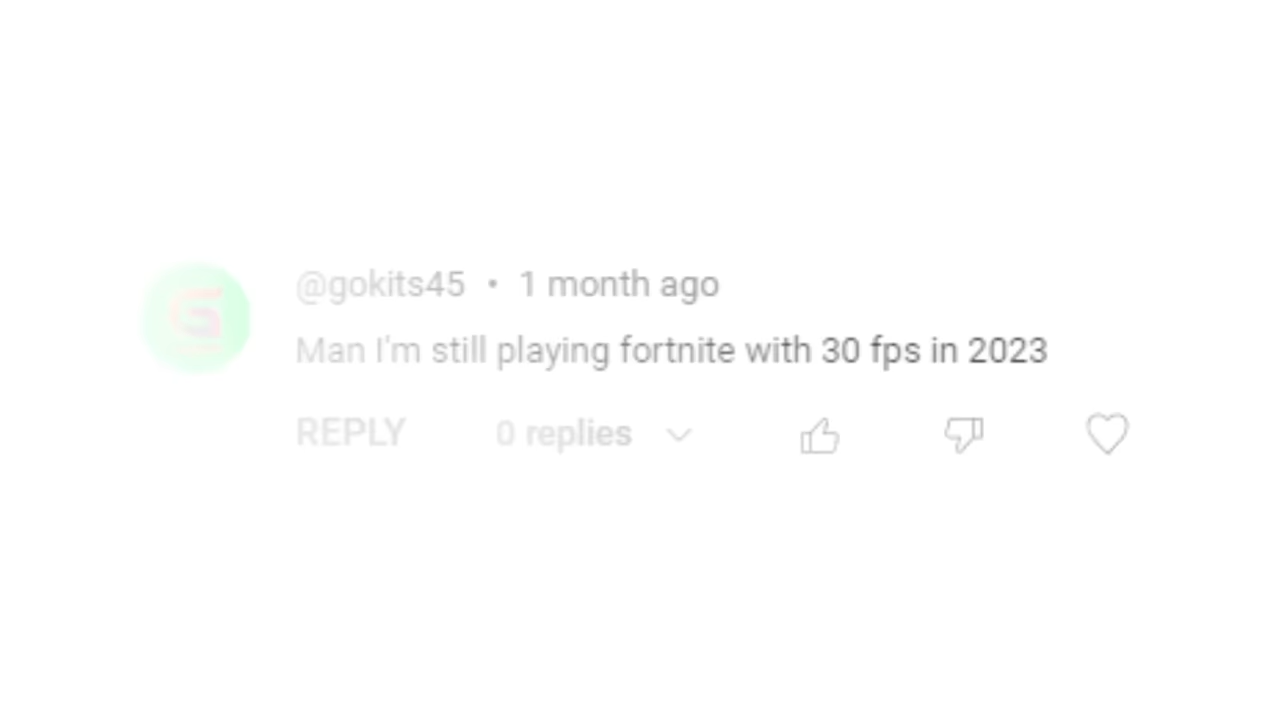 @gokits45 • 1 month ago
Man I'm still playing fortnite with 30 fps in 2023
REPLY 0 replies